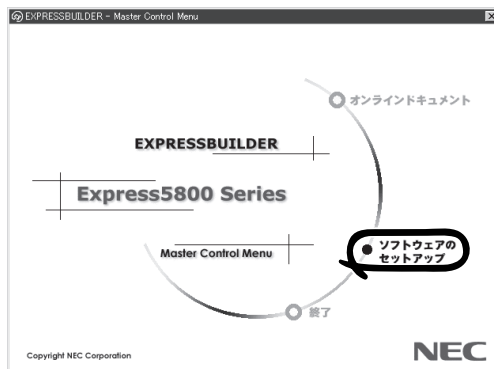 EXPRESSBUILDER - Master Control Menu
オンラインドキュメント
EXPRESSBUILDER
Express5800 Series
ソフトウェアの
セットアップ
Master Control Menu
終了
Copyright NEC Corporation
NEC